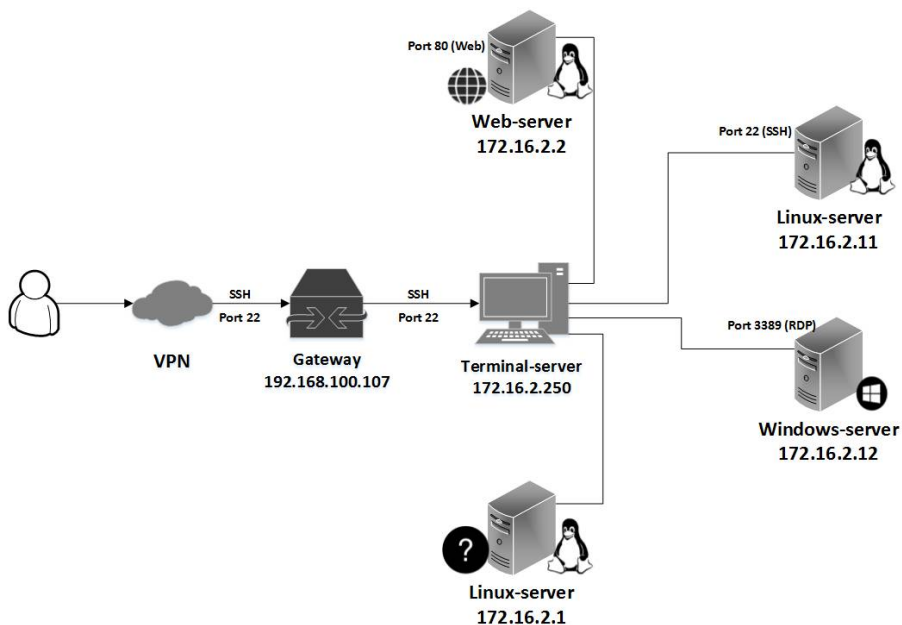 Port 80 (Web)
Web-server
172.16.2.2
Port 22 (SSH)
Linux-server
172.16.2.11
SSH
Port 22
SSH
Port 22
VPN
Gateway
192.168.100.107
Terminal-server
172.16.2.250
Port 3389 (RDP)
Windows-server
172.16.2.12
?
Linux-server
172.16.2.1